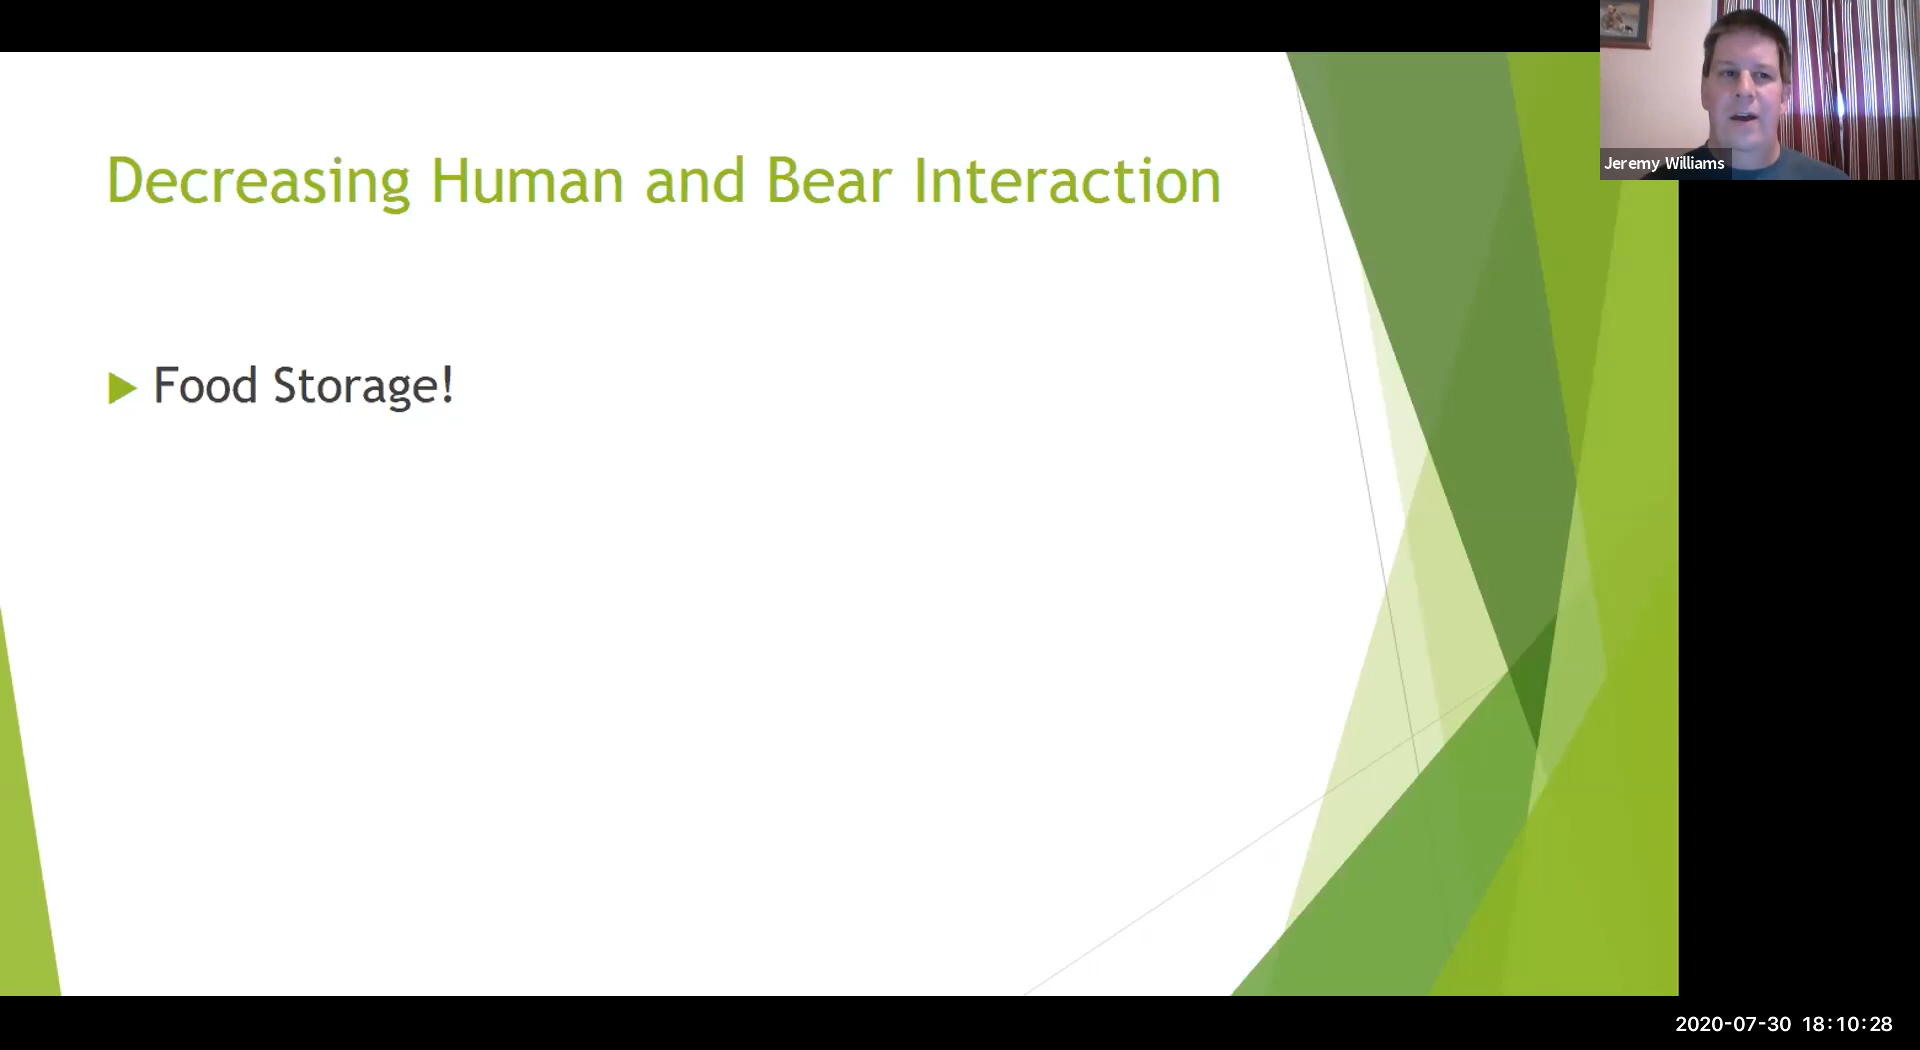 Decreasing Human and Bear Interaction
Food Storage!
Jeremy Williams
2020-07-30 18:10:28